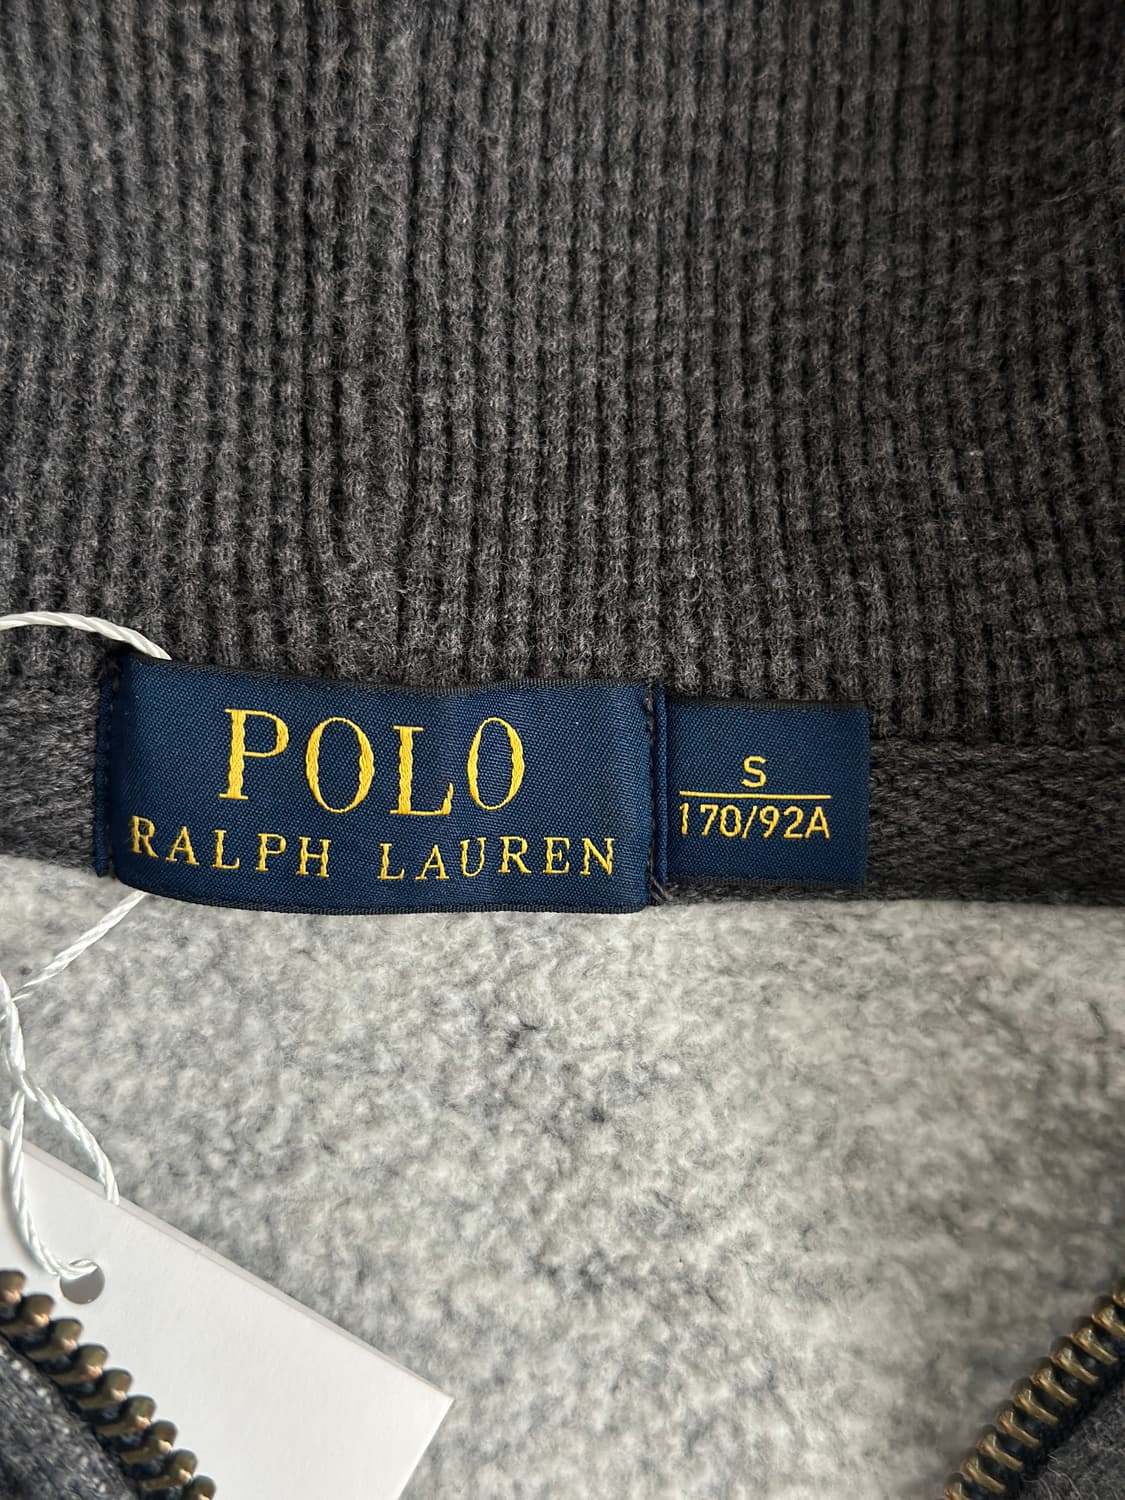 POLO
RALPH LAUREN
S
170/92A